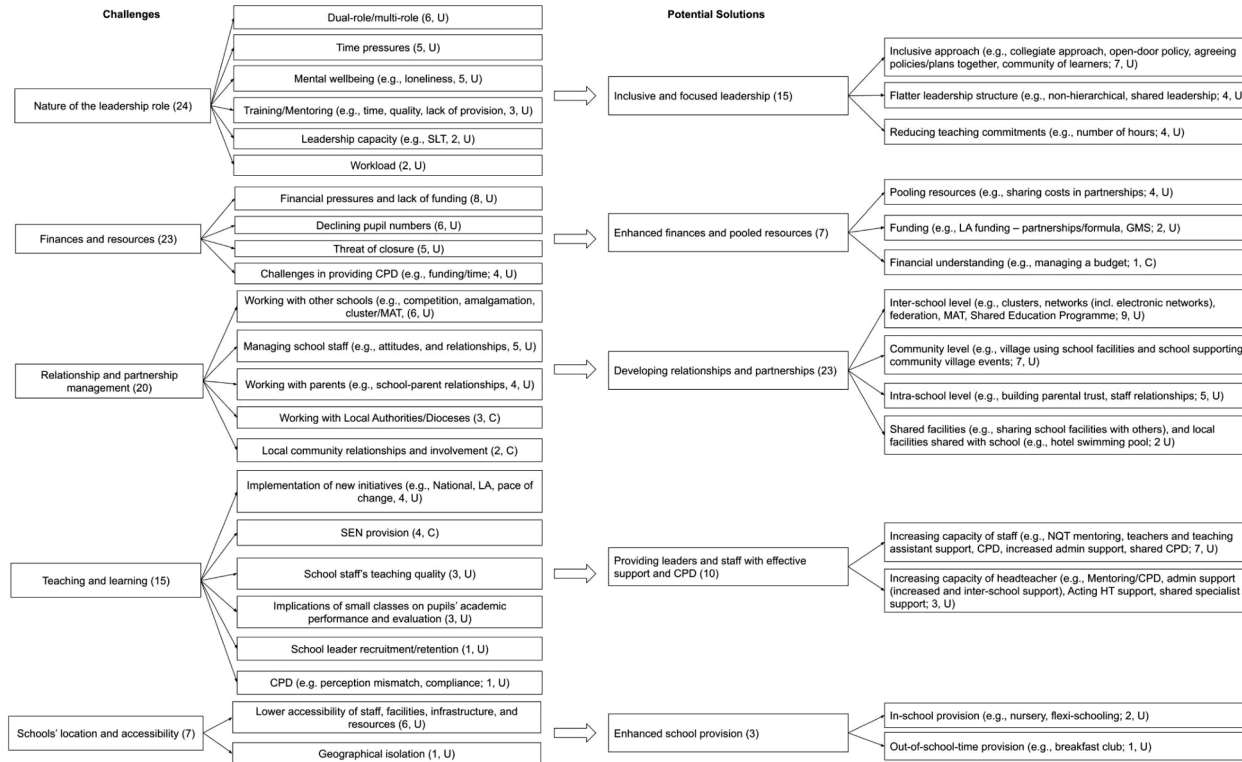 Challenges
Potential Solutions
Nature of the leadership role (24)
Dual-role/multi-role (6, U)
Time pressures (5, U)
Mental wellbeing (e.g., loneliness, 5, U)
Training/Mentoring (e.g., time, quality, lack of provision, 3, U)
Leadership capacity (e.g., SLT, 2, U)
Workload (2, U)
Inclusive and focused leadership (15)
Inclusive approach (e.g., collegiate approach, open-door policy, agreeing
policies/plans together, community of learners; 7, U)
Flatter leadership structure (e.g., non-hierarchical, shared leadership; 4, U
Reducing teaching commitments (e.g., number of hours; 4, U)
Finances and resources (23)
Financial pressures and lack of funding (8, U)
Declining pupil numbers (6, U)
Threat of closure (5, U)
Challenges in providing CPD (e.g., funding/time; 4, U)
Enhanced finances and pooled resources (7)
Pooling resources (e.g., sharing costs in partnerships; 4, U)
Funding (e.g., LA funding – partnerships/formula, GMS; 2, U)
Financial understanding (e.g., managing a budget; 1, C)
Relationship and partnership
management (20)
Working with other schools (e.g., competition, amalgamation,
cluster/MAT, (6, U)
Managing school staff (e.g., attitudes, and relationships, 5, U)
Working with parents (e.g., school-parent relationships, 4, U)
Working with Local Authorities/Dioceses (3, C)
Local community relationships and involvement (2, C)
Developing relationships and partnerships (23)
Inter-school level (e.g., clusters, networks (incl. electronic networks),
federation, MAT, Shared Education Programme; 9, U)
Community level (e.g., village using school facilities and school supporting
community village events; 7, U)
Intra-school level (e.g., building parental trust, staff relationships; 5, U)
Shared facilities (e.g., sharing school facilities with others), and local
facilities shared with school (e.g., hotel swimming pool; 2 U)
Teaching and learning (15)
Implementation of new initiatives (e.g., National, LA, pace of
change, 4, U)
SEN provision (4, C)
School staff's teaching quality (3, U)
Implications of small classes on pupils' academic
performance and evaluation (3, U)
School leader recruitment/retention (1, U)
CPD (e.g. perception mismatch, compliance; 1, U)
Providing leaders and staff with effective
support and CPD (10)
Increasing capacity of staff (e.g., NQT mentoring, teachers and teaching
assistant support, CPD, increased admin support, shared CPD; 7, U)
Increasing capacity of headteacher (e.g., Mentoring/CPD, admin support
(increased and inter-school support), Acting HT support, shared specialist
support; 3, U)
Schools' location and accessibility (7)
Lower accessibility of staff, facilities, infrastructure, and
resources (6, U)
Geographical isolation (1, U)
Enhanced school provision (3)
In-school provision (e.g., nursery, flexi-schooling; 2, U)
Out-of-school-time provision (e.g., breakfast club; 1, U)